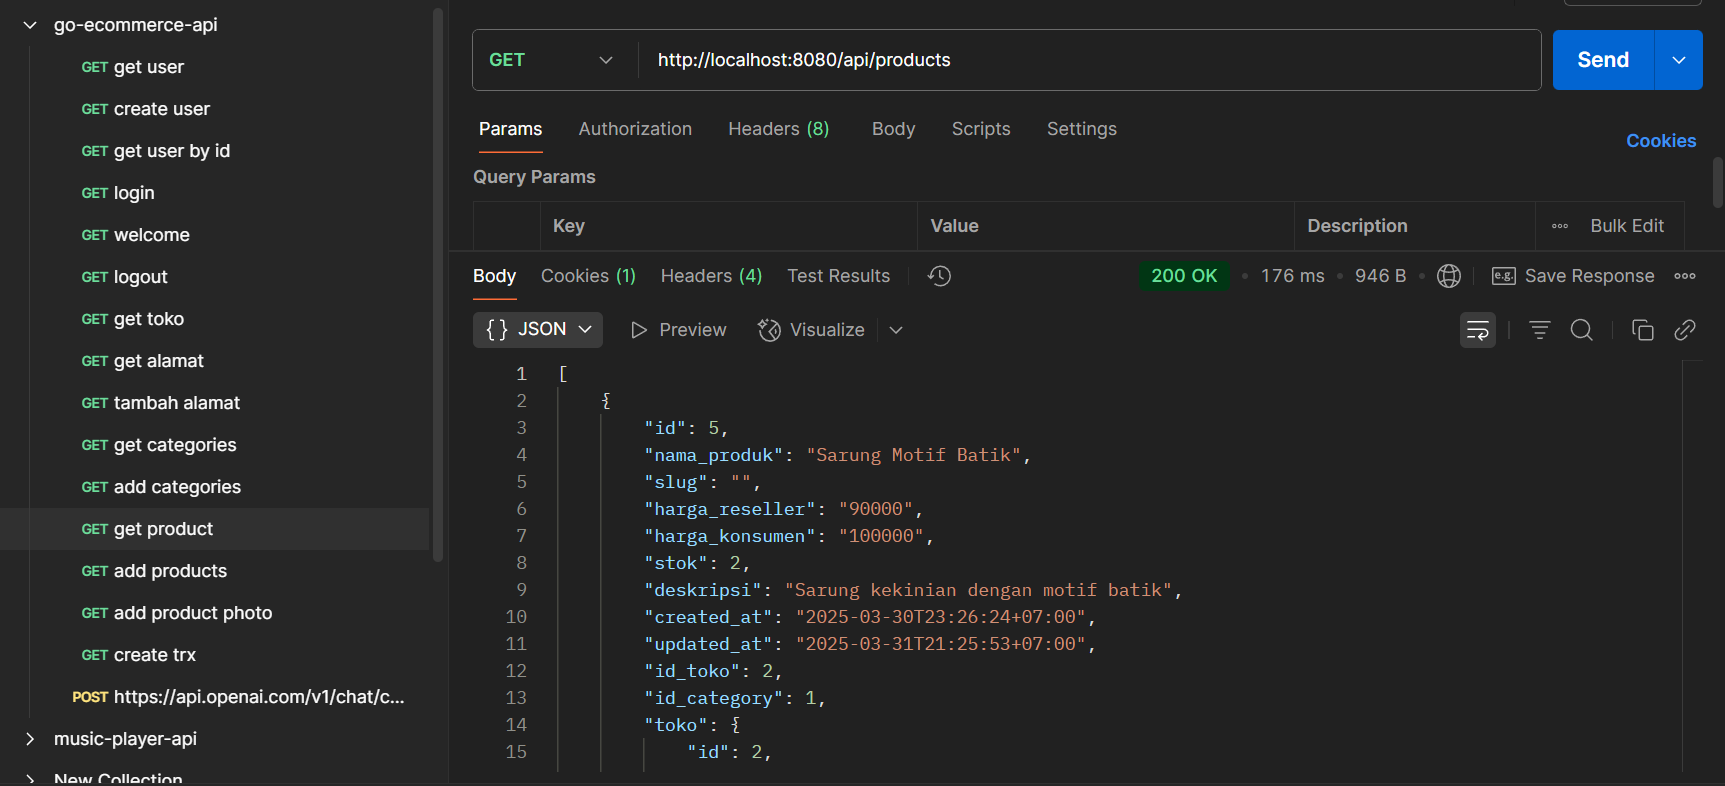 go-ecommerce-api
GET get user
GET create user
GET get user by id
GET login
GET welcome
GET logout
GET get toko
GET get alamat
GET tambah alamat
GET get categories
GET add categories
GET get product
GET add products
GET add product photo
GET create trx
POST https://api.openai.com/v1/chat/c...
music-player-api
New Collection
GET http://localhost:8080/api/products Send
Params Authorization Headers (8) Body Scripts Settings Cookies
Query Params
Key Value Description Bulk Edit
Body Cookies (1) Headers (4) Test Results 200 OK • 176 ms • 946 B • e.g. Save Response
{} JSON Preview Visualize
1 [
2 {
3 "id": 5,
4 "nama_produk": "Sarung Motif Batik",
5 "slug": "",
6 "harga_reseller": "90000",
7 "harga_konsumen": "100000",
8 "stok": 2,
9 "deskripsi": "Sarung kekinian dengan motif batik",
10 "created_at": "2025-03-30T23:26:24+07:00",
11 "updated_at": "2025-03-31T21:25:53+07:00",
12 "id_toko": 2,
13 "id_category": 1,
14 "toko": {
15 "id": 2,